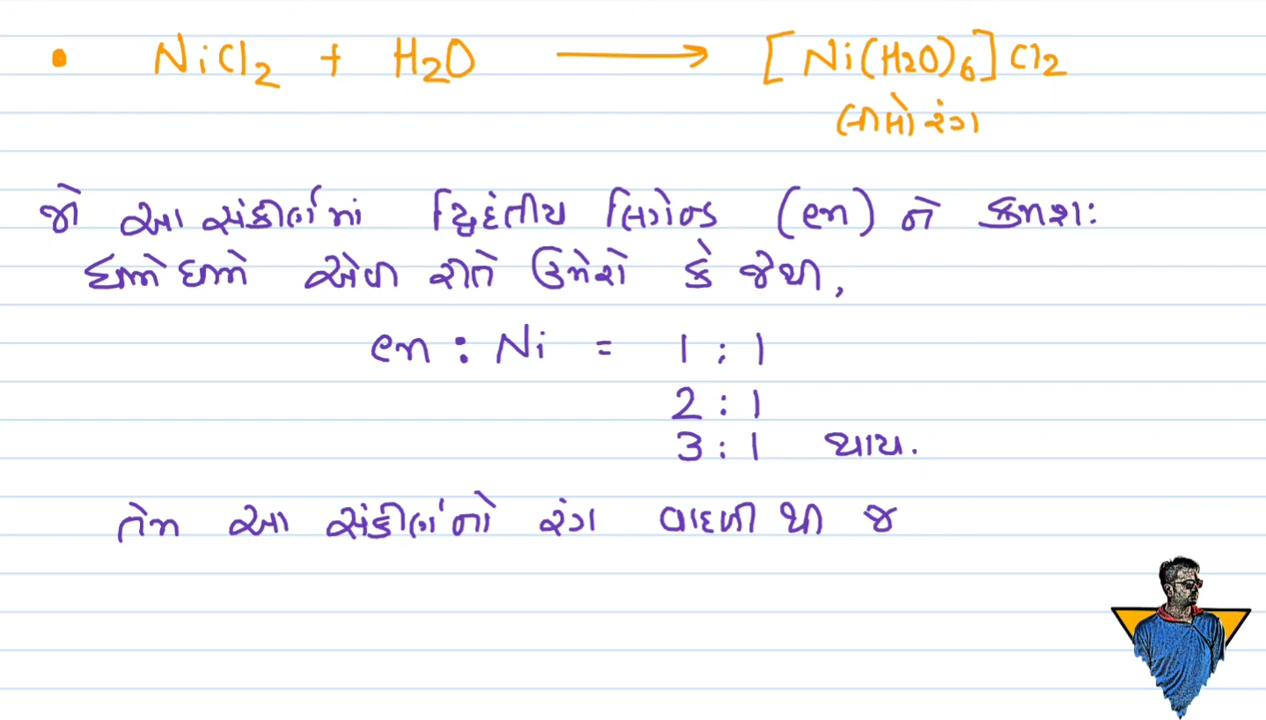 • NiCl2 + H2O ⟶ [Ni(H2O)6]Cl2
(લીલો) રંગ
જો આ સંકીર્ણમાં દ્વિદંતીય લિગેન્ડ (en) ને ક્રમશઃ
ધીમે ધીમે એવી રીતે ઉમેરો કે જેથી,
en : Ni = 1 : 1
2 : 1
3 : 1 થાય.
તેમ આ સંકીર્ણનો રંગ વાદળી થી જ